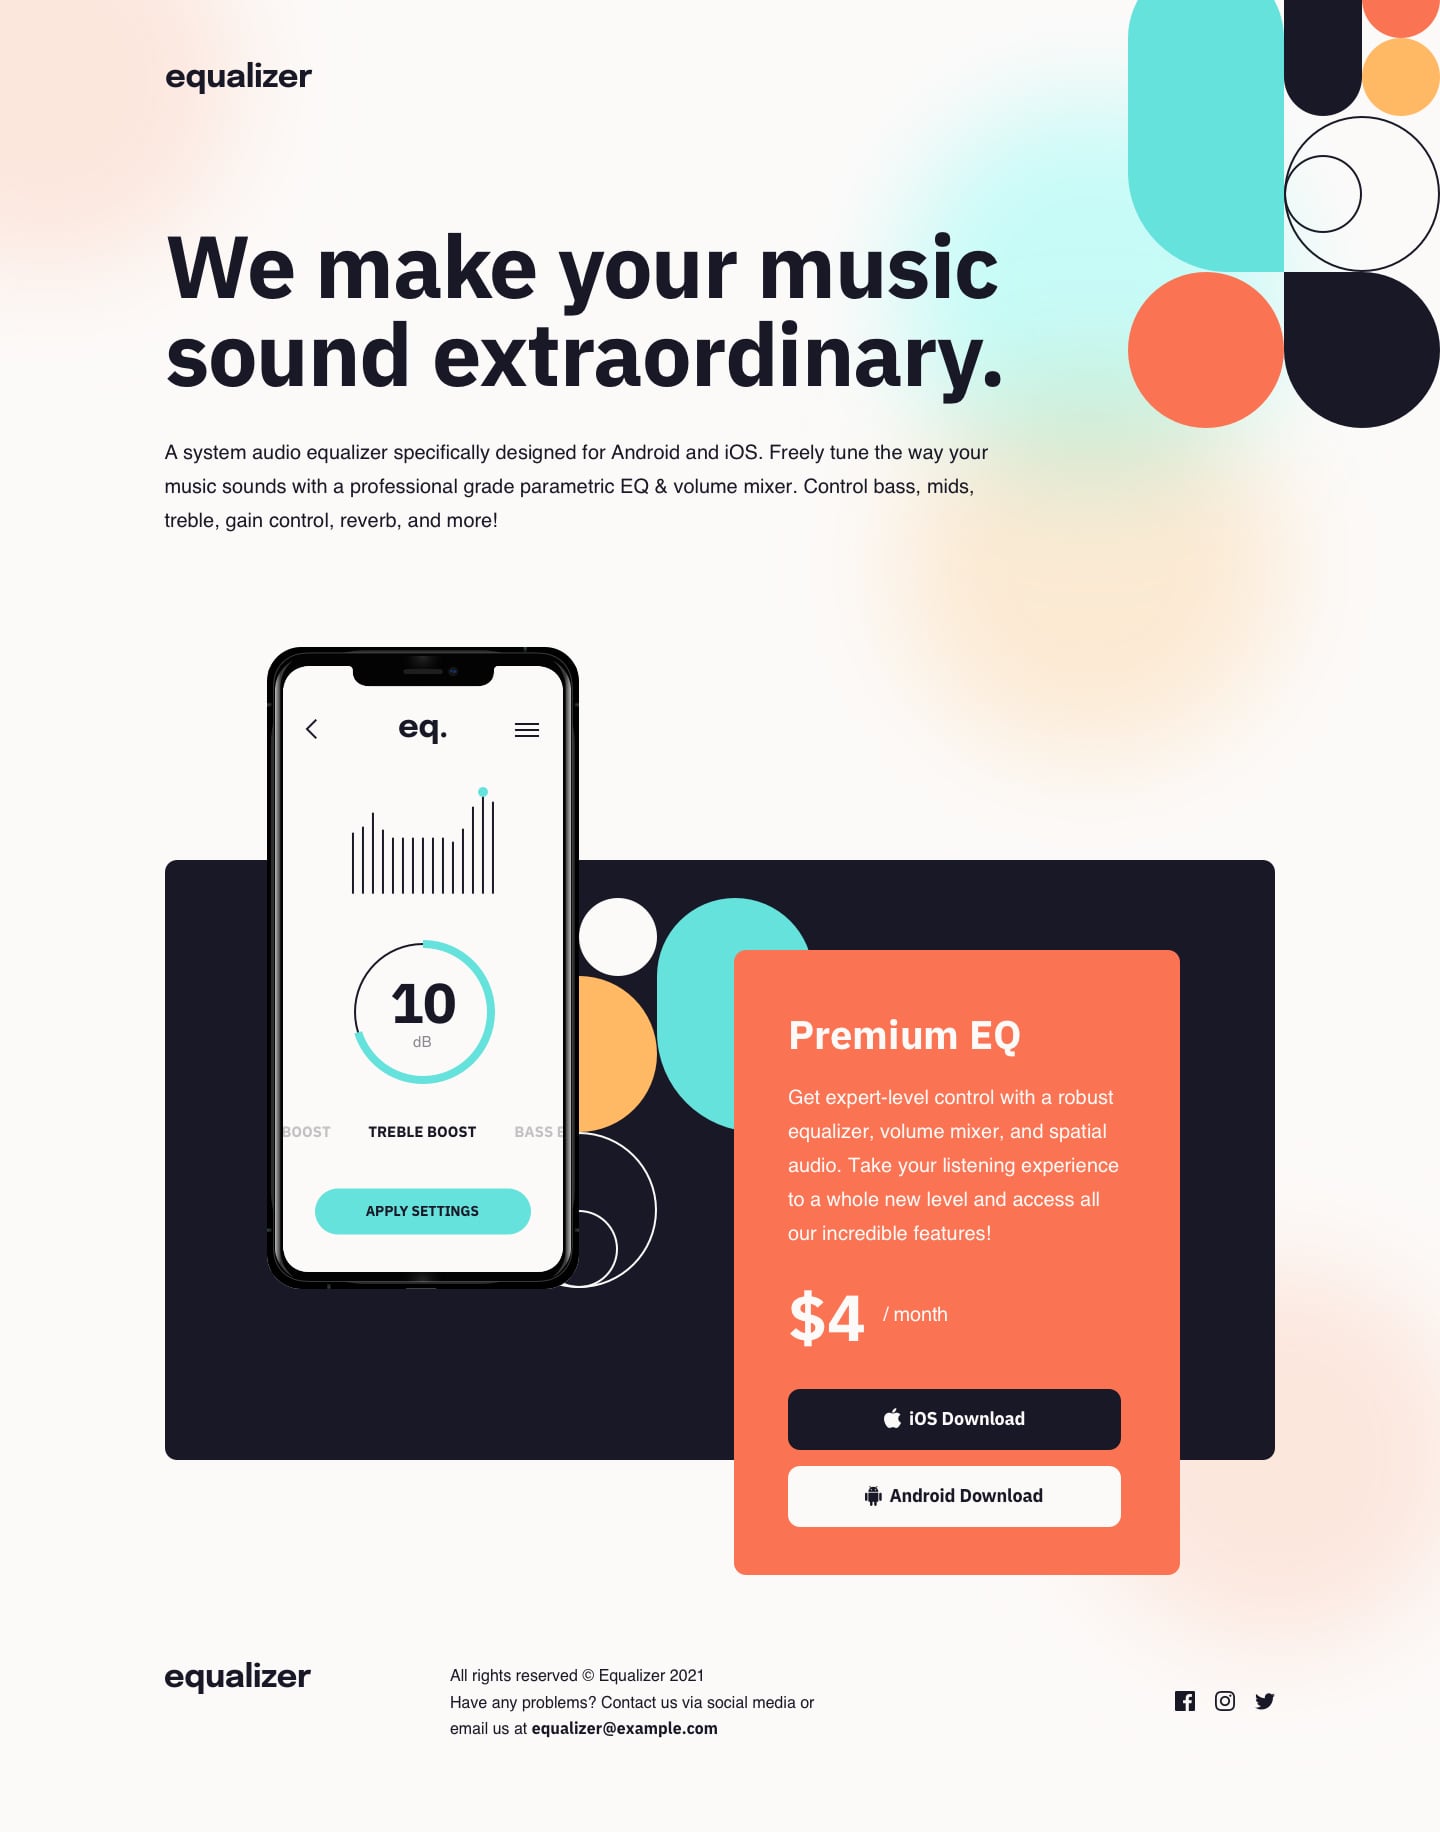 equalizer
We make your music
sound extraordinary.
A system audio equalizer specifically designed for Android and iOS. Freely tune the way your
music sounds with a professional grade parametric EQ & volume mixer. Control bass, mids,
treble, gain control, reverb, and more!
eq.
10
dB
BOOST TREBLE BOOST BASS
APPLY SETTINGS
Premium EQ
Get expert-level control with a robust
equalizer, volume mixer, and spatial
audio. Take your listening experience
to a whole new level and access all
our incredible features!
$4 / month
iOS Download
Android Download
equalizer
All rights reserved © Equalizer 2021
Have any problems? Contact us via social media or
email us at equalizer@example.com